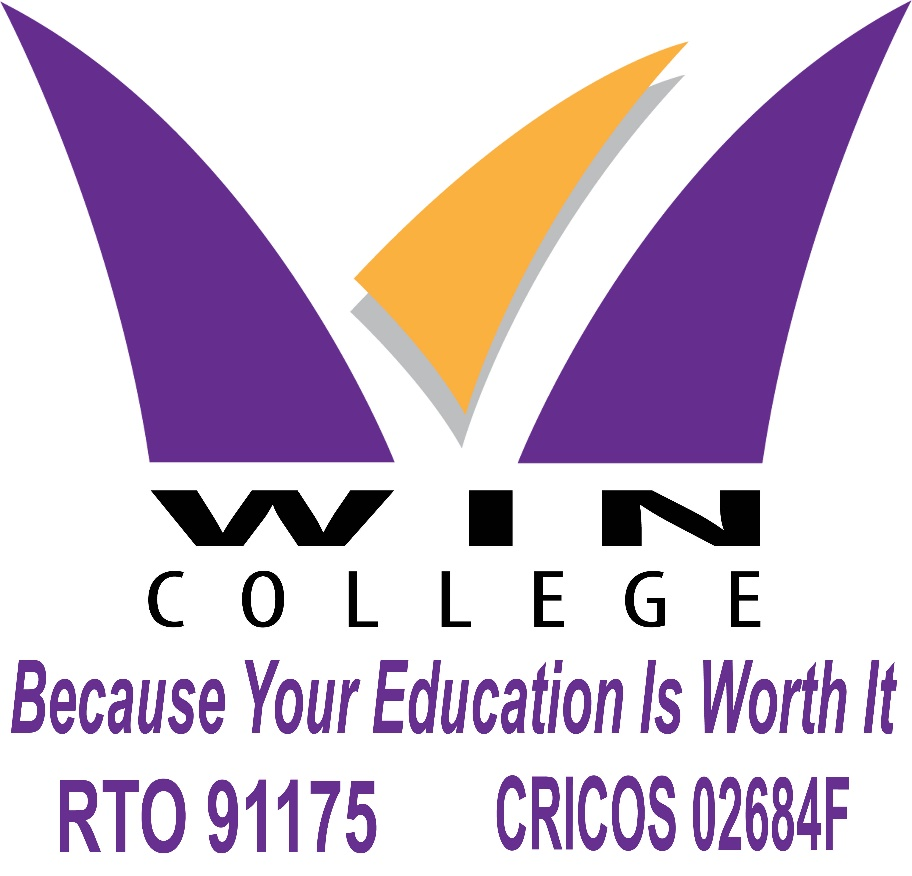 WIN
COLLEGE
Because Your Education Is Worth It
RTO 91175 CRICOS 02684F